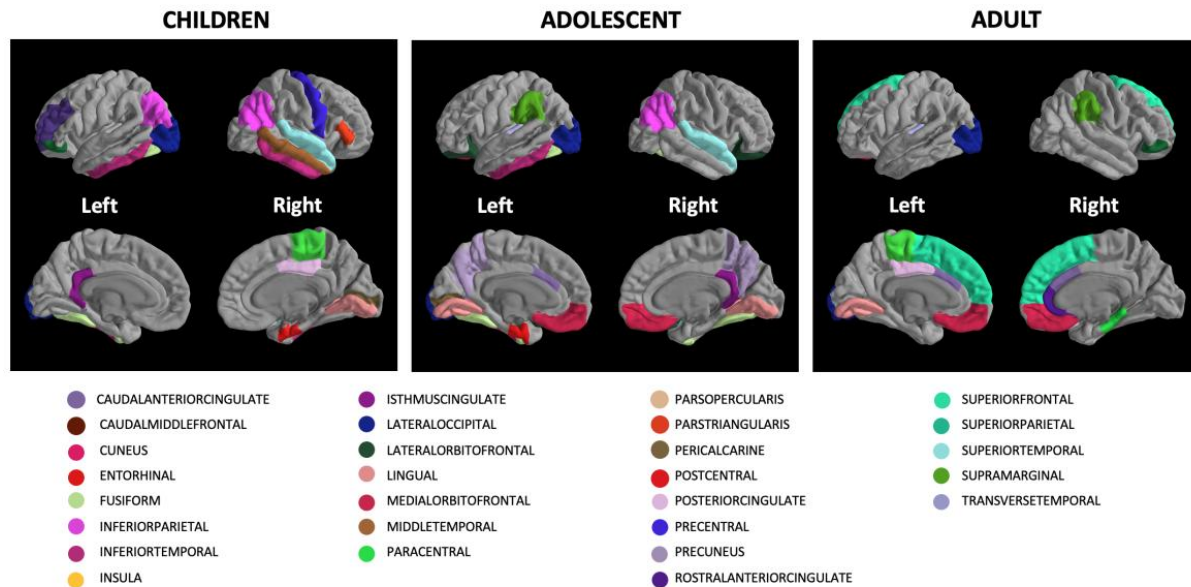 CHILDREN
ADOLESCENT
ADULT
Left
Right
Left
Right
Left
Right
CAUDALANTERIORCINGULATE
CAUDALMIDDLEFRONTAL
CUNEUS
ENTORHINAL
FUSIFORM
INFERIORPARIETAL
INFERIORTEMPORAL
INSULA
ISTHMUSCINGULATE
LATERALOCCIPITAL
LATERALORBITOFRONTAL
LINGUAL
MEDIALORBITOFRONTAL
MIDDLETEMPORAL
PARACENTRAL
PARSOPERCULARIS
PARSTRIANGULARIS
PERICALCARINE
POSTCENTRAL
POSTERIORCINGULATE
PRECENTRAL
PRECUNEUS
ROSTRALANTERIORCINGULATE
SUPERIORFRONTAL
SUPERIORPARIETAL
SUPERIORTEMPORAL
SUPRAMARGINAL
TRANSVERSETEMPORAL